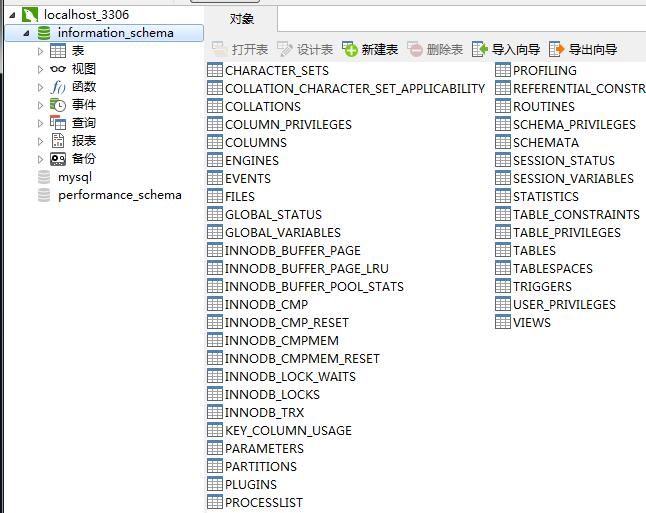 localhost_3306
information_schema
表
视图
函数
事件
查询
报表
备份
mysql
performance_schema
对象
打开表 设计表 新建表 删除表 导入向导 导出向导
CHARACTER_SETS
COLLATION_CHARACTER_SET_APPLICABILITY
COLLATIONS
COLUMN_PRIVILEGES
COLUMNS
ENGINES
EVENTS
FILES
GLOBAL_STATUS
GLOBAL_VARIABLES
INNODB_BUFFER_PAGE
INNODB_BUFFER_PAGE_LRU
INNODB_BUFFER_POOL_STATS
INNODB_CMP
INNODB_CMP_RESET
INNODB_CMPMEM
INNODB_CMPMEM_RESET
INNODB_LOCK_WAITS
INNODB_LOCKS
INNODB_TRX
KEY_COLUMN_USAGE
PARAMETERS
PARTITIONS
PLUGINS
PROCESSLIST
PROFILING
REFERENTIAL_CONSTR
ROUTINES
SCHEMA_PRIVILEGES
SCHEMATA
SESSION_STATUS
SESSION_VARIABLES
STATISTICS
TABLE_CONSTRAINTS
TABLE_PRIVILEGES
TABLES
TABLESPACES
TRIGGERS
USER_PRIVILEGES
VIEWS